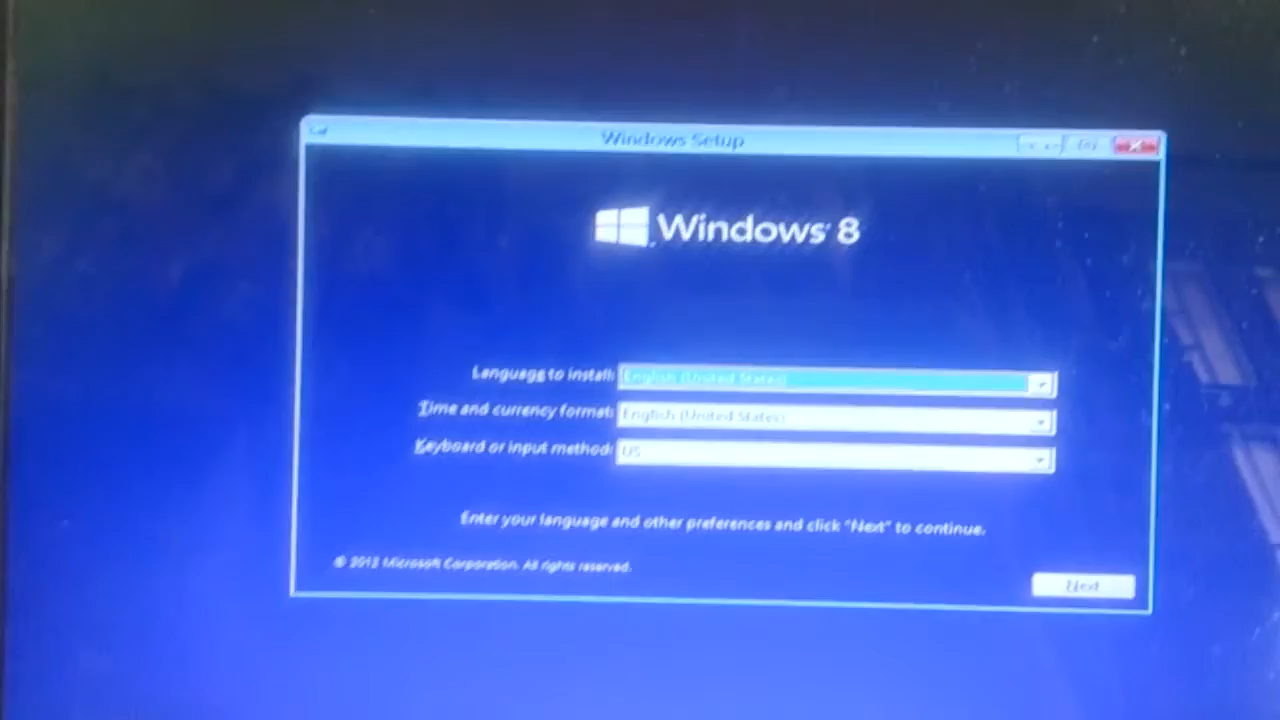 Windows Setup
Windows 8
Language to install: English (United States)
Time and currency format: English (United States)
Keyboard or input method: US
Enter your language and other preferences and click "Next" to continue.
Microsoft Corporation. All rights reserved.
Next